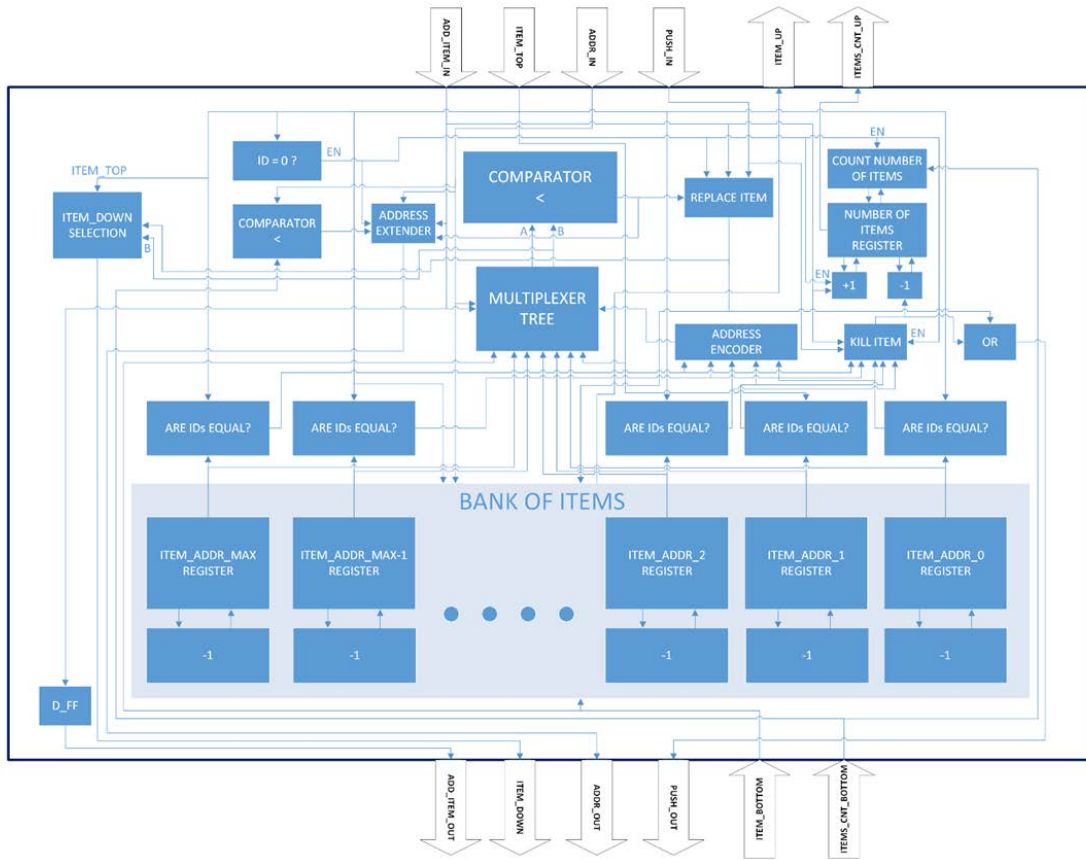 ADD_ITEM_IN
ITEM_TOP
ADDR_IN
PUSH_IN
ITEM_UP
ITEMS_CNT_UP
ID = 0 ?
EN
EN
COUNT NUMBER
OF ITEMS
ITEM_TOP
ITEM_DOWN
SELECTION
B
COMPARATOR
<
ADDRESS
EXTENDER
COMPARATOR
<
A
B
REPLACE ITEM
NUMBER OF
ITEMS
REGISTER
EN
+1
-1
MULTIPLEXER
TREE
ADDRESS
ENCODER
KILL ITEM
EN
OR
ARE IDs EQUAL?
ARE IDs EQUAL?
ARE IDs EQUAL?
ARE IDs EQUAL?
ARE IDs EQUAL?
BANK OF ITEMS
ITEM_ADDR_MAX
REGISTER
ITEM_ADDR_MAX-1
REGISTER
ITEM_ADDR_2
REGISTER
ITEM_ADDR_1
REGISTER
ITEM_ADDR_0
REGISTER
-1
-1
-1
-1
-1
D_FF
ADD_ITEM_OUT
ITEM_DOWN
ADDR_OUT
PUSH_OUT
ITEM_BOTTOM
ITEMS_CNT_BOTTOM